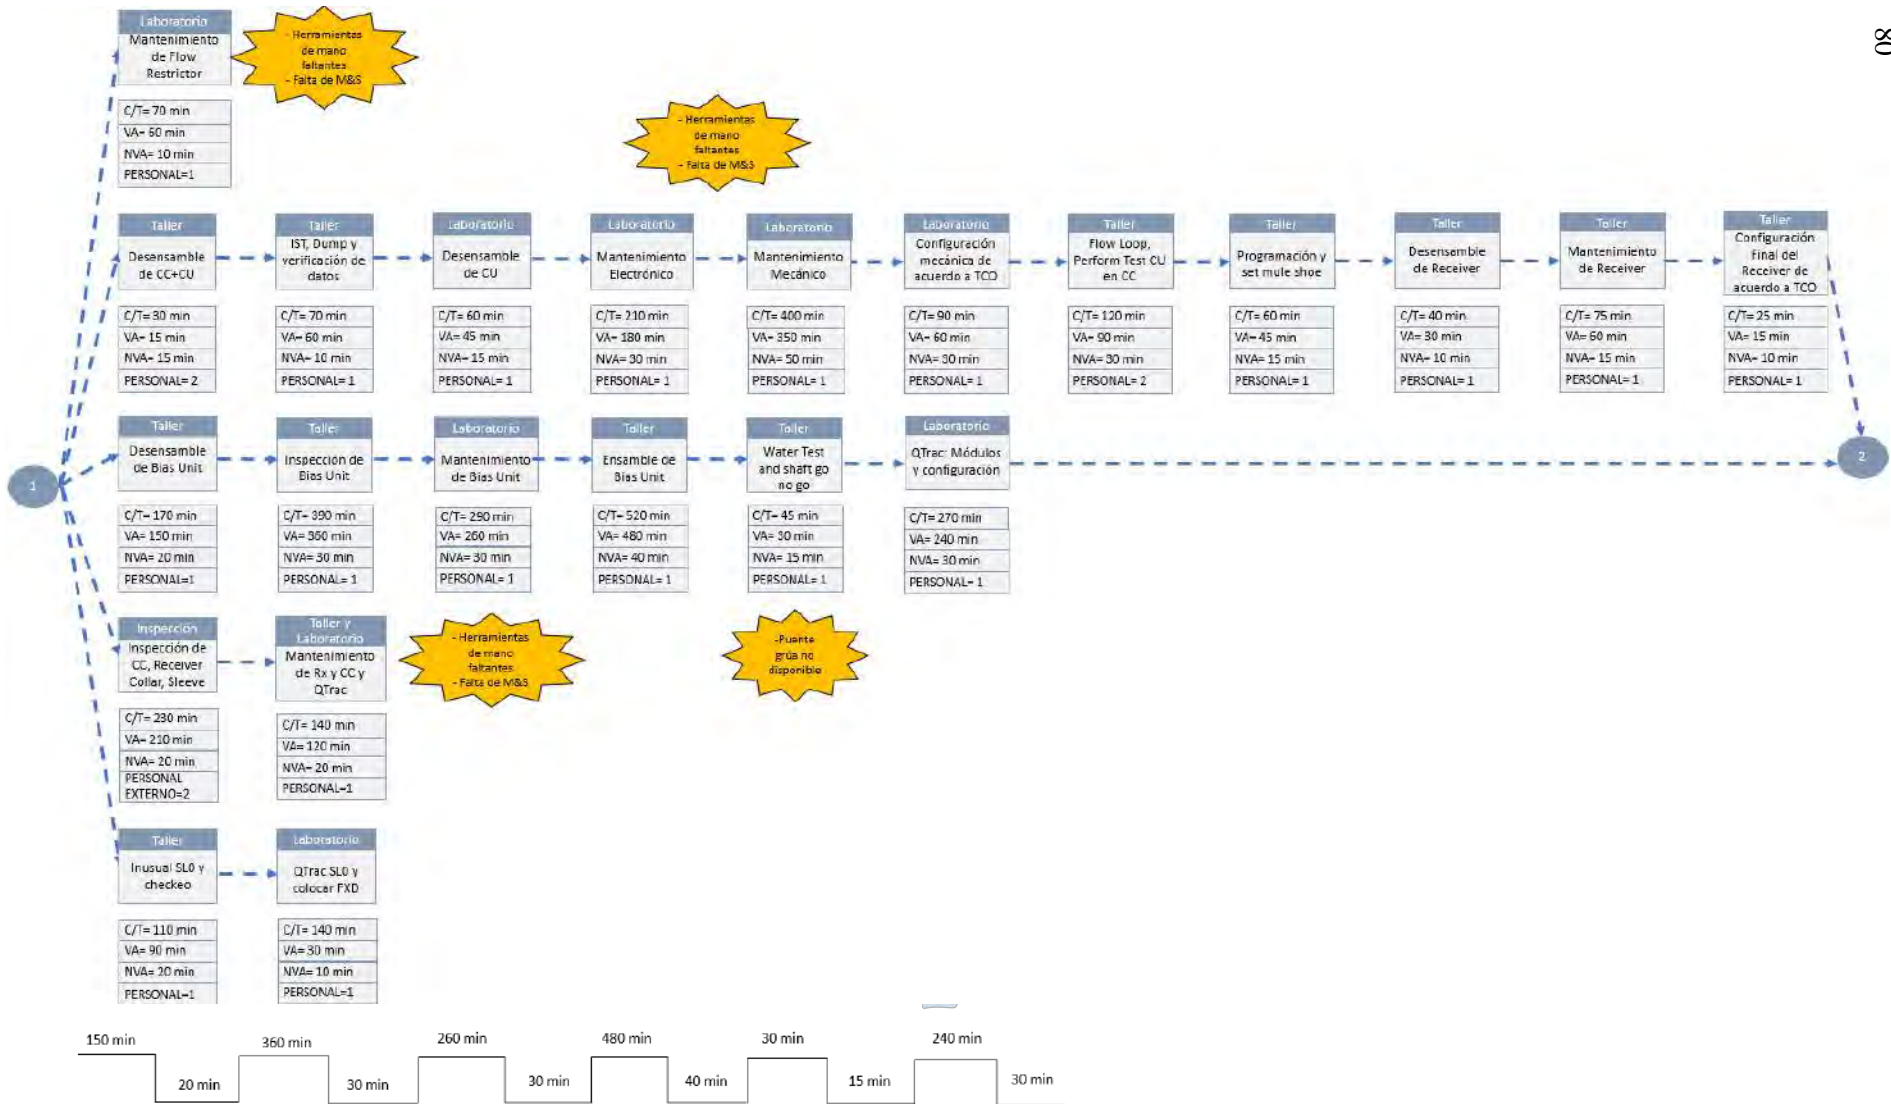 80
Laboratorio
Mantenimiento
de Flow
Restrictor
C/T= 70 min
VA= 60 min
NVA= 10 min
PERSONAL=1
- Herramientas
de mano
faltantes
- Falta de M&S
- Herramientas
de mano
faltantes
- Falta de M&S
Taller
Desensamble
de CC+CU
C/T= 30 min
VA= 15 min
NVA= 15 min
PERSONAL= 2
Taller
IST, Dump y
verificación de
datos
C/T= 70 min
VA= 60 min
NVA= 10 min
PERSONAL= 1
Laboratorio
Desensamble
de CU
C/T= 60 min
VA= 45 min
NVA= 15 min
PERSONAL= 1
Laboratorio
Mantenimiento
Electrónico
C/T= 210 min
VA= 180 min
NVA= 30 min
PERSONAL= 1
Laboratorio
Mantenimiento
Mecánico
C/T= 400 min
VA= 350 min
NVA= 50 min
PERSONAL= 1
Laboratorio
Configuración
mecánica de
acuerdo a TCO
C/T= 90 min
VA= 60 min
NVA= 30 min
PERSONAL= 1
Taller
Flow Loop,
Perform Test CU
en CC
C/T= 120 min
VA= 90 min
NVA= 30 min
PERSONAL= 2
Taller
Programación y
set mule shoe
C/T= 60 min
VA= 45 min
NVA= 15 min
PERSONAL= 1
Taller
Desensamble
de Receiver
C/T= 40 min
VA= 30 min
NVA= 10 min
PERSONAL= 1
Taller
Mantenimiento
de Receiver
C/T= 75 min
VA= 60 min
NVA= 15 min
PERSONAL= 1
Taller
Configuración
Final del
Receiver de
acuerdo a TCO
C/T= 25 min
VA= 15 min
NVA= 10 min
PERSONAL= 1
1
Taller
Desensamble
de Bias Unit
C/T= 170 min
VA= 150 min
NVA= 20 min
PERSONAL=1
Taller
Inspección de
Bias Unit
C/T= 390 min
VA= 360 min
NVA= 30 min
PERSONAL= 1
Laboratorio
Mantenimiento
de Bias Unit
C/T= 290 min
VA= 260 min
NVA= 30 min
PERSONAL= 1
Taller
Ensamble de
Bias Unit
C/T= 520 min
VA= 480 min
NVA= 40 min
PERSONAL= 1
Taller
Water Test
and shaft go
no go
C/T= 45 min
VA= 30 min
NVA= 15 min
PERSONAL= 1
Laboratorio
QTrac: Módulos
y configuración
C/T= 270 min
VA= 240 min
NVA= 30 min
PERSONAL= 1
2
Inspección
Inspección de
CC, Receiver
Collar, Sleeve
C/T= 230 min
VA= 210 min
NVA= 20 min
PERSONAL
EXTERNO=2
Taller y
Laboratorio
Mantenimiento
de Rx y CC y
QTrac
C/T= 140 min
VA= 120 min
NVA= 20 min
PERSONAL=1
- Herramientas
de mano
faltantes
- Falta de M&S
-Puente
grúa no
disponible
Taller
Inusual SL0 y
checkeo
C/T= 110 min
VA= 90 min
NVA= 20 min
PERSONAL=1
Laboratorio
QTrac SL0 y
colocar FXD
C/T= 140 min
VA= 30 min
NVA= 10 min
PERSONAL=1
150 min
20 min
360 min
30 min
260 min
30 min
480 min
40 min
30 min
15 min
240 min
30 min